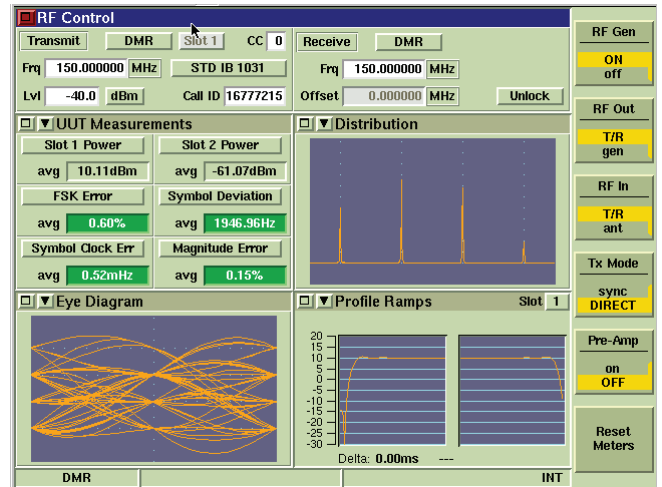 RF Control
Transmit DMR Slot 1 CC 0
Frq 150.000000 MHz STD IB 1031
Lvl -40.0 dBm Call ID 16777215
Receive DMR
Frq 150.000000 MHz
Offset 0.000000 MHz Unlock
UUT Measurements
Slot 1 Power Slot 2 Power
avg 10.11dBm avg -61.07dBm
FSK Error Symbol Deviation
avg 0.60% avg 1946.96Hz
Symbol Clock Err Magnitude Error
avg 0.52mHz avg 0.15%
Distribution
Eye Diagram
Profile Ramps Slot 1
20
15
10
5
0
-5
-10
-15
-20
-25
-30
Delta: 0.00ms ---
DMR INT
RF Gen
ON
off
RF Out
T/R
gen
RF In
T/R
ant
Tx Mode
sync
DIRECT
Pre-Amp
on
OFF
Reset
Meters